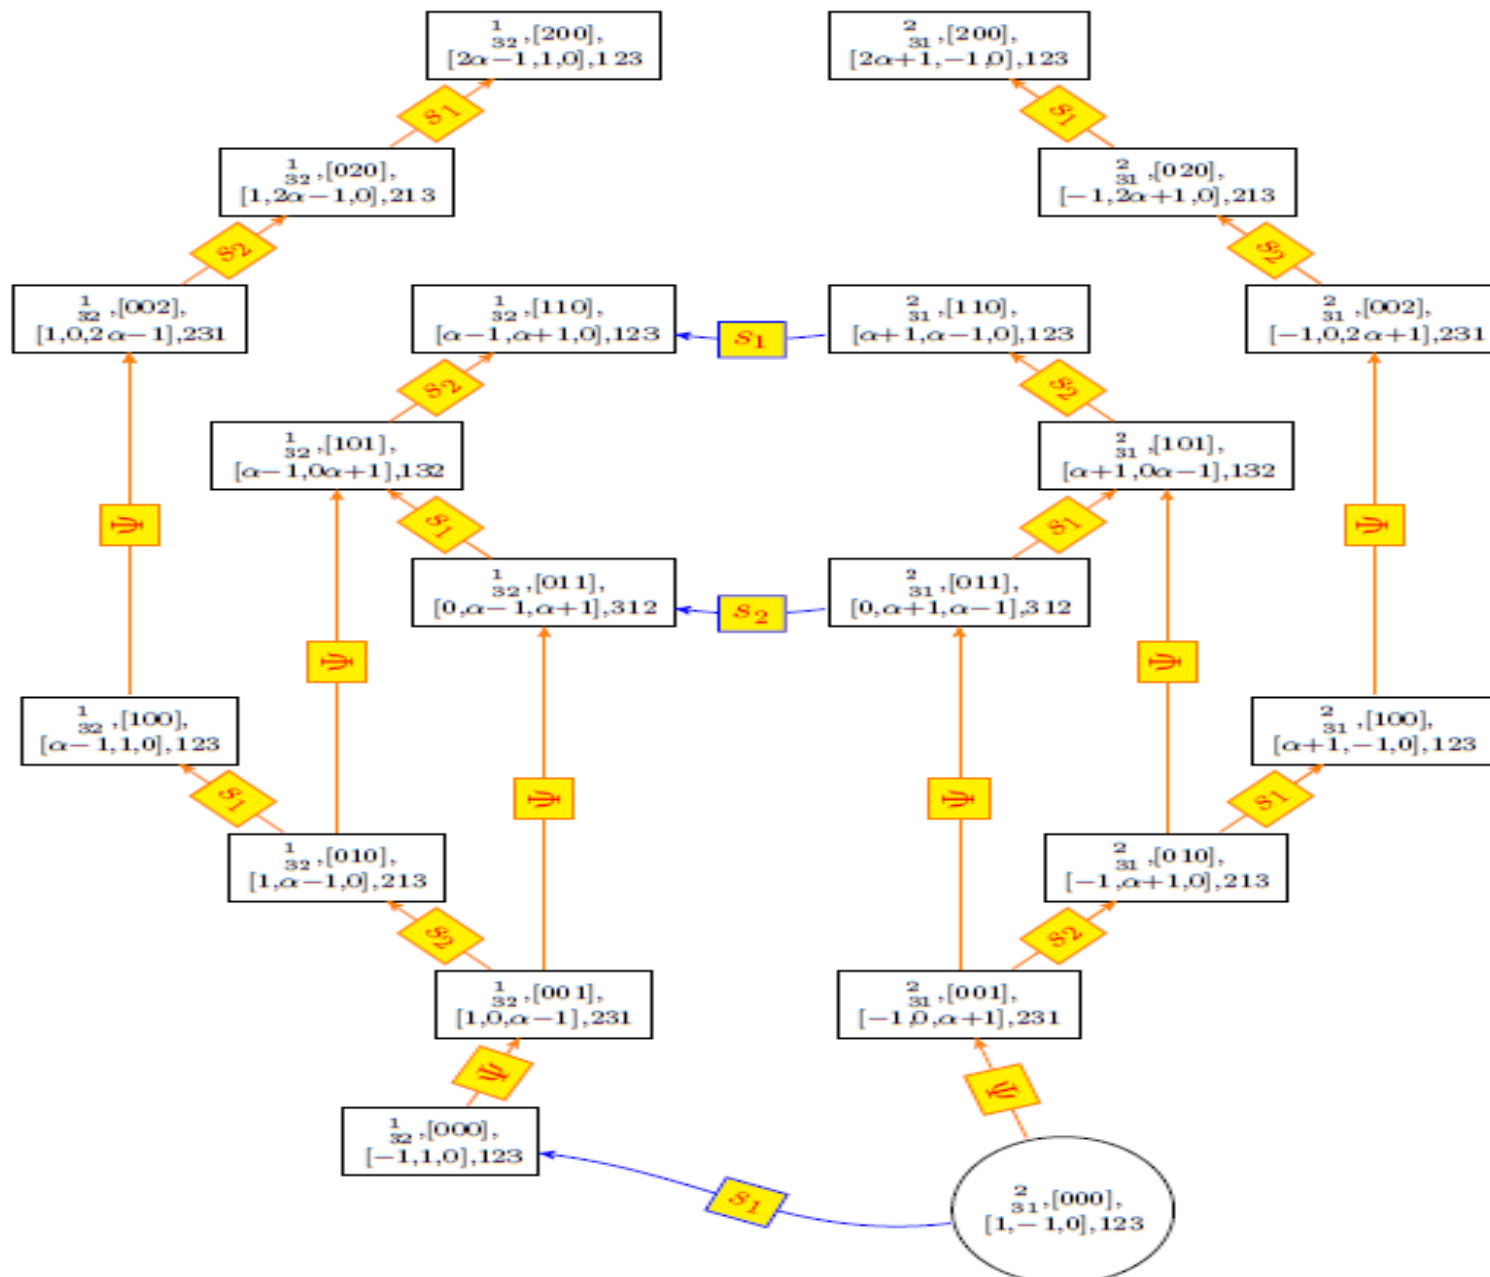 1
32 ,[200],
[2α−1,1,0],123
2
31 ,[200],
[2α+1,−1,0],123
s1
s1
1
32 ,[020],
[1,2α−1,0],213
2
31 ,[020],
[−1,2α+1,0],213
s2
s2
1
32 ,[002],
[1,0,2α−1],231
1
32 ,[110],
[α−1,α+1,0],123
s1
2
31 ,[110],
[α+1,α−1,0],123
2
31 ,[002],
[−1,0,2α+1],231
s2
s2
1
32 ,[101],
[α−1,0α+1],132
2
31 ,[101],
[α+1,0α−1],132
Ψ
s1
s1
Ψ
1
32 ,[011],
[0,α−1,α+1],312
s2
2
31 ,[011],
[0,α+1,α−1],312
Ψ
Ψ
1
32 ,[100],
[α−1,1,0],123
2
31 ,[100],
[α+1,−1,0],123
s1
Ψ
Ψ
s1
1
32 ,[010],
[1,α−1,0],213
2
31 ,[010],
[−1,α+1,0],213
s2
s2
1
32 ,[001],
[1,0,α−1],231
2
31 ,[001],
[−1,0,α+1],231
Ψ
Ψ
1
32 ,[000],
[−1,1,0],123
s1
2
31 ,[000],
[1,−1,0],123